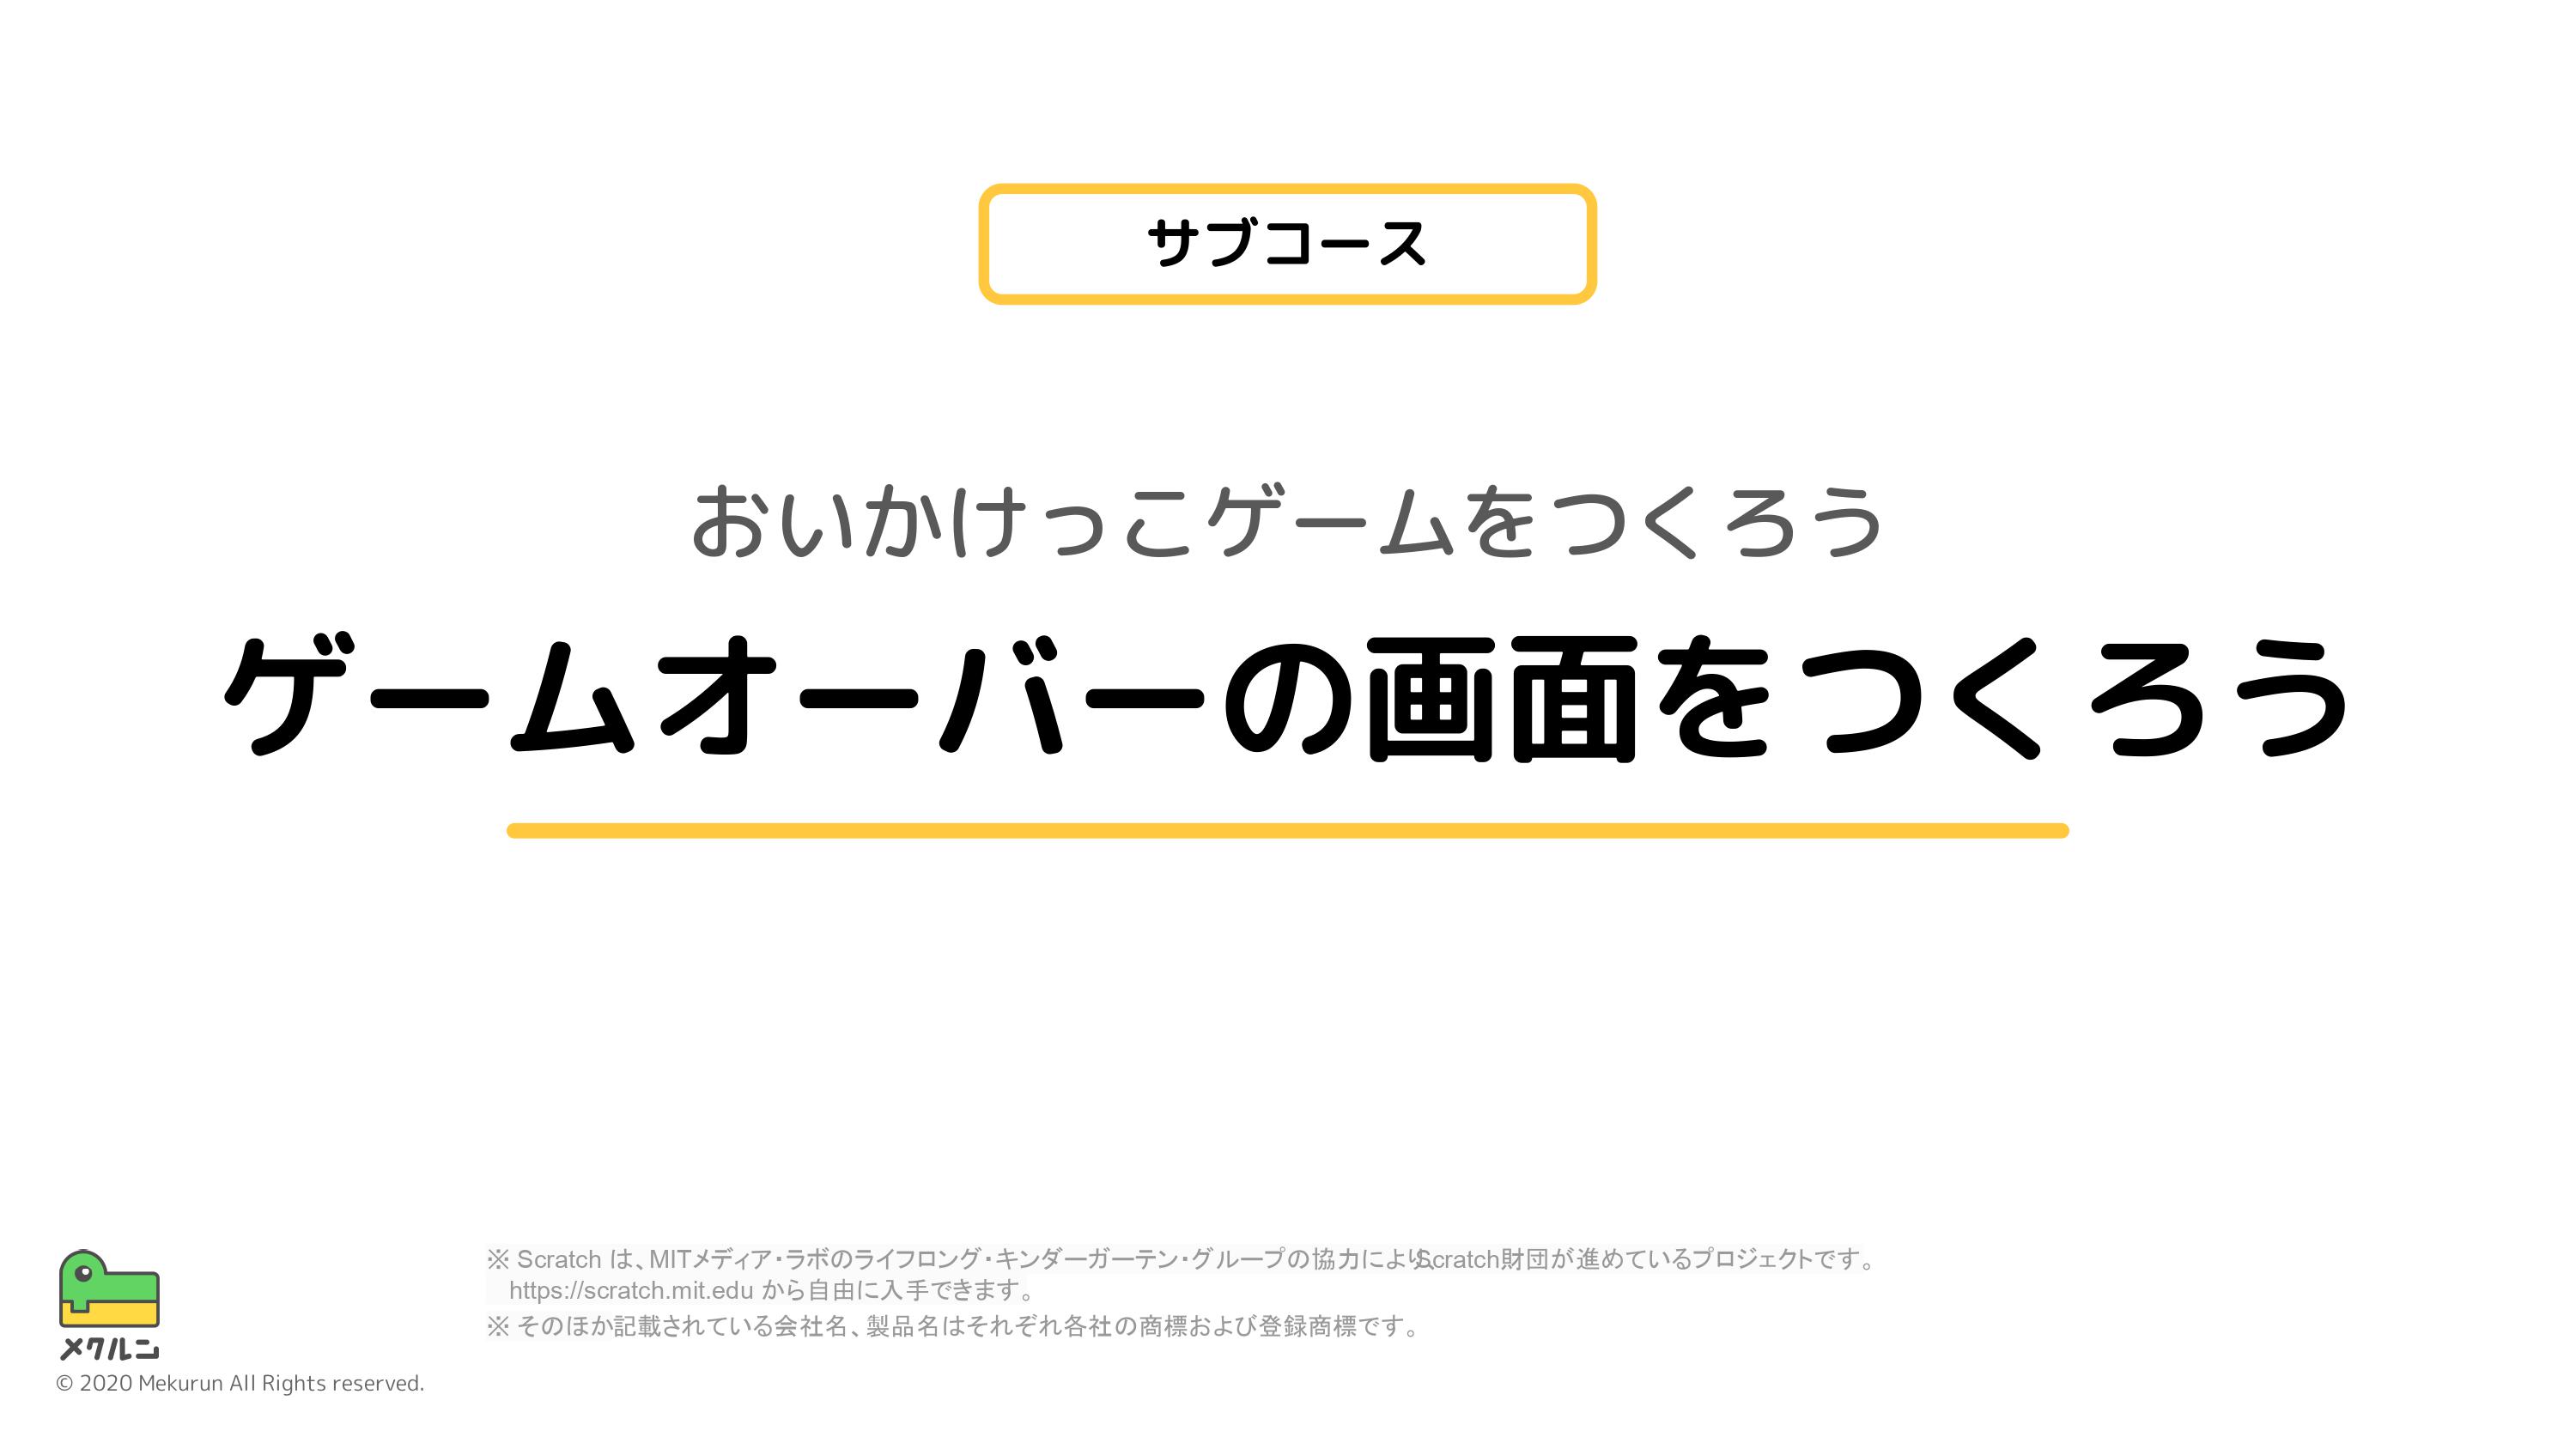 サブコース
おいかけっこゲームをつくろう
ゲームオーバーの画面をつくろう
※ Scratch は、MITメディア・ラボのライフロング・キンダーガーテン・グループの協力により、Scratch財団が進めているプロジェクトです。
https://scratch.mit.edu から自由に入手できます。
※ そのほか記載されている会社名、製品名はそれぞれ各社の商標および登録商標です。
メクルン
© 2020 Mekurun All Rights reserved.